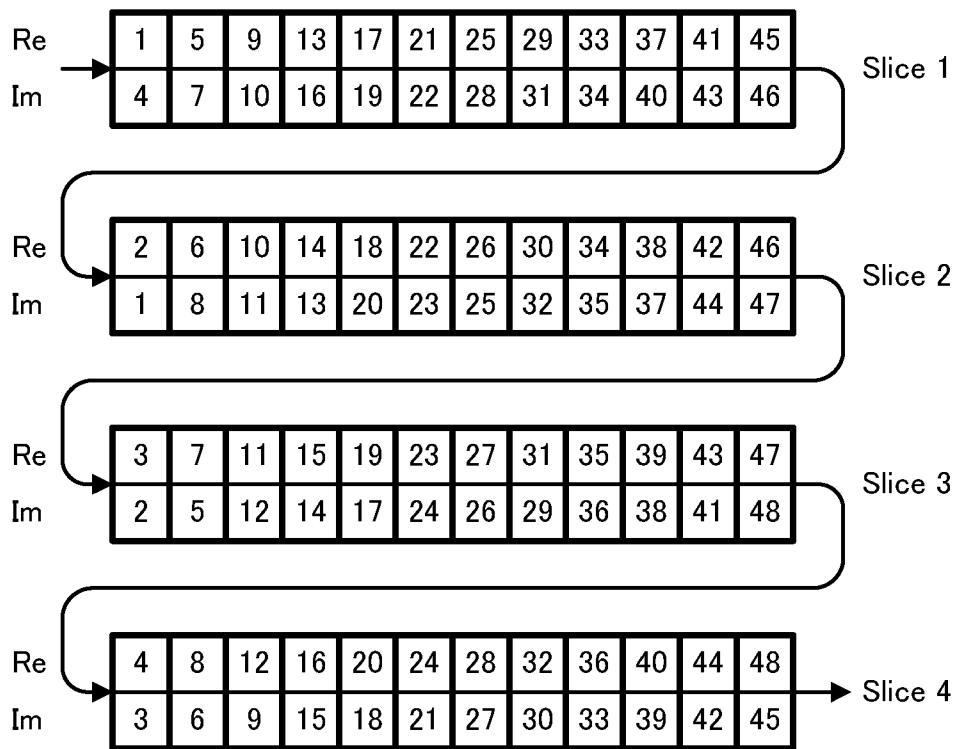 Re 1 5 9 13 17 21 25 29 33 37 41 45
Slice 1
Im 4 7 10 16 19 22 28 31 34 40 43 46
Re 2 6 10 14 18 22 26 30 34 38 42 46
Slice 2
Im 1 8 11 13 20 23 25 32 35 37 44 47
Re 3 7 11 15 19 23 27 31 35 39 43 47
Slice 3
Im 2 5 12 14 17 24 26 29 36 38 41 48
Re 4 8 12 16 20 24 28 32 36 40 44 48
Slice 4
Im 3 6 9 15 18 21 27 30 33 39 42 45